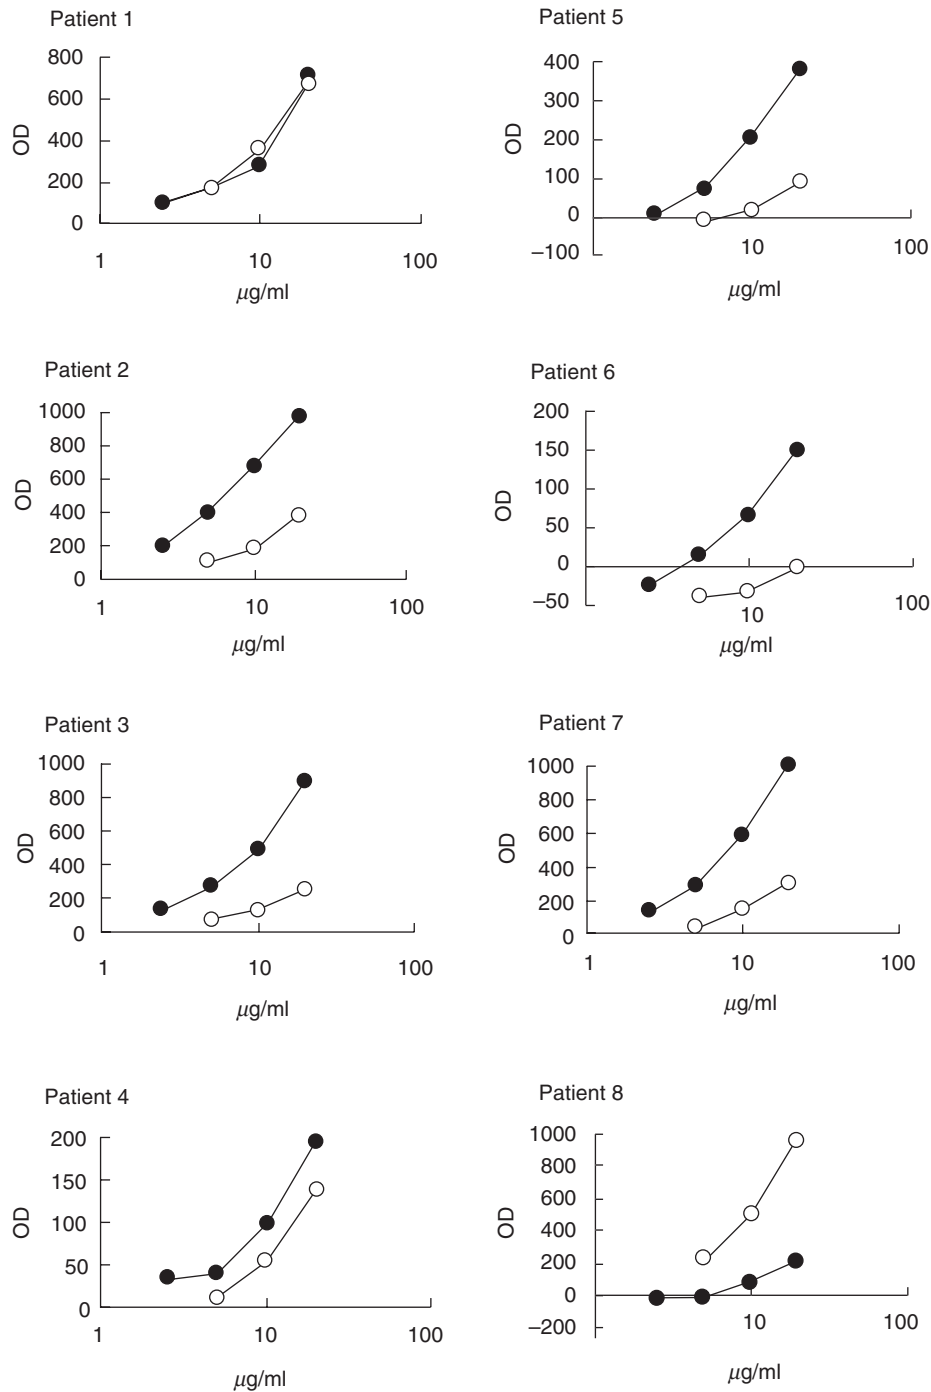 Patient 1
800
600
400
200
0
OD
1 10 100
μg/ml
Patient 5
400
300
200
100
0
–100
OD
10 100
μg/ml
Patient 2
1000
800
600
400
200
0
OD
1 10 100
μg/ml
Patient 6
200
150
100
50
0
–50
OD
10 100
μg/ml
Patient 3
1000
800
600
400
200
0
OD
1 10 100
μg/ml
Patient 7
1000
800
600
400
200
0
OD
1 10 100
μg/ml
Patient 4
200
150
100
50
0
OD
1 10 100
μg/ml
Patient 8
1000
800
600
400
200
0
–200
OD
10 100
μg/ml